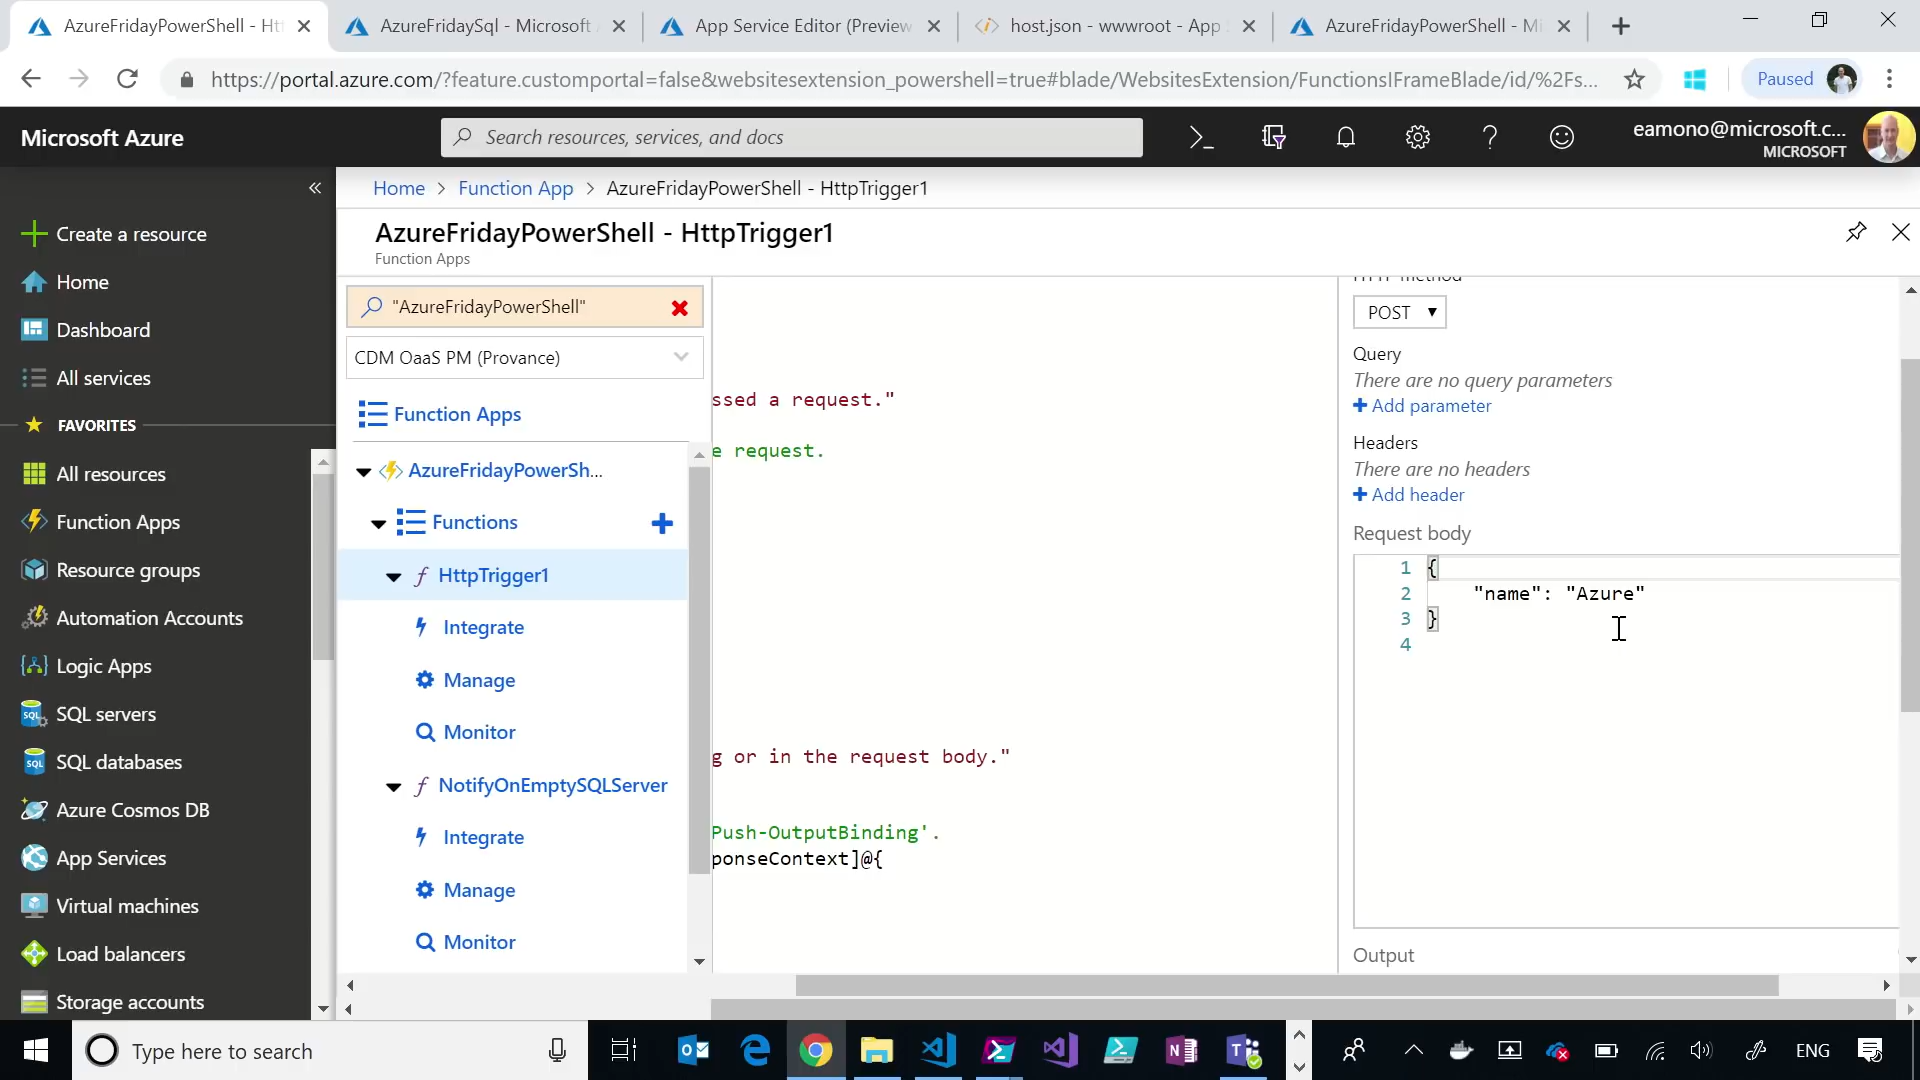 AzureFridayPowerShell - Htt
AzureFridaySql - Microsoft
App Service Editor (Preview
host.json - wwwroot - App
AzureFridayPowerShell - Mi
https://portal.azure.com/?feature.customportal=false&websitesextension_powershell=true#blade/WebsitesExtension/FunctionsIFrameBlade/id/%2Fs...
Paused
Microsoft Azure
Search resources, services, and docs
eamono@microsoft.c...
MICROSOFT
Home > Function App > AzureFridayPowerShell - HttpTrigger1
AzureFridayPowerShell - HttpTrigger1
Function Apps
Create a resource
Home
Dashboard
All services
FAVORITES
All resources
Function Apps
Resource groups
Automation Accounts
Logic Apps
SQL servers
SQL databases
Azure Cosmos DB
App Services
Virtual machines
Load balancers
Storage accounts
"AzureFridayPowerShell"
CDM OaaS PM (Provance)
Function Apps
AzureFridayPowerSh...
Functions
HttpTrigger1
Integrate
Manage
Monitor
NotifyOnEmptySQLServer
Integrate
Manage
Monitor
ssed a request."
e request.
g or in the request body."
Push-OutputBinding'.
ponseContext]@{
HTTP method
POST
Query
There are no query parameters
+ Add parameter
Headers
There are no headers
+ Add header
Request body
1 {
2 "name": "Azure"
3 }
4
Output
Type here to search
ENG